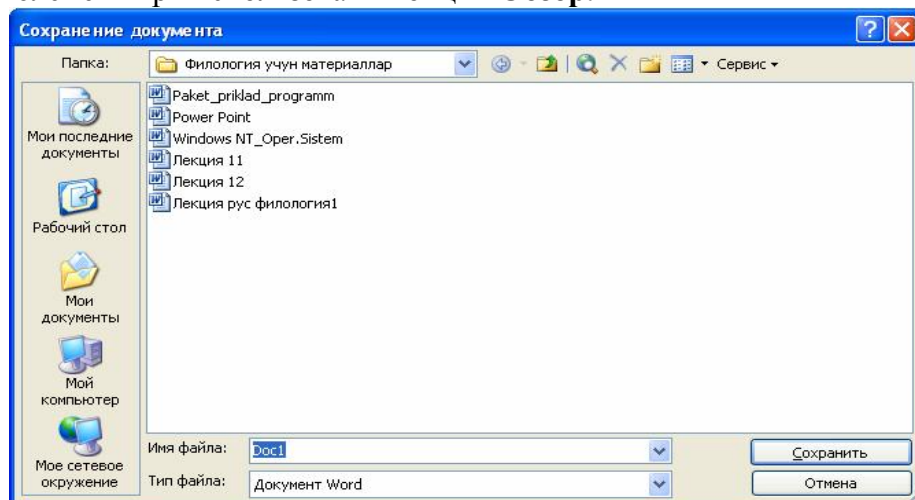 Обзор.
Сохранение документа
Папка: Филология учун материаллар Сервис
Paket_priklad_programm
Power Point
Windows NT_Oper.Sistem
Лекция 11
Лекция 12
Лекция рус филология1
Мои последние
документы
Рабочий стол
Мои
документы
Мой
компьютер
Мое сетевое
окружение
Имя файла: Doc1 Сохранить
Тип файла: Документ Word Отмена